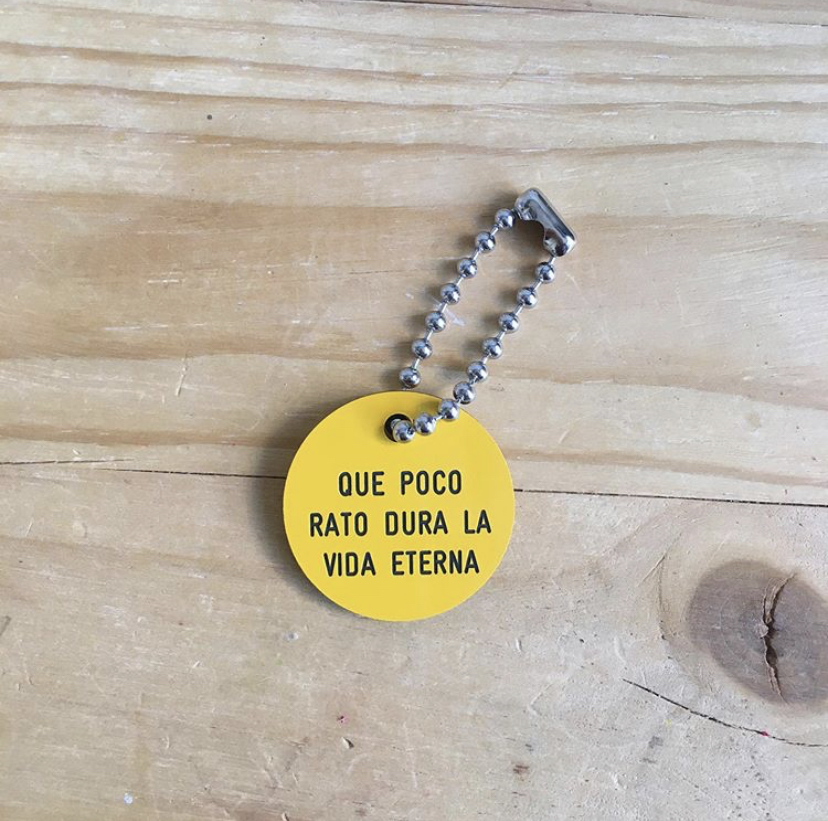 QUE POCO
RATO DURA LA
VIDA ETERNA